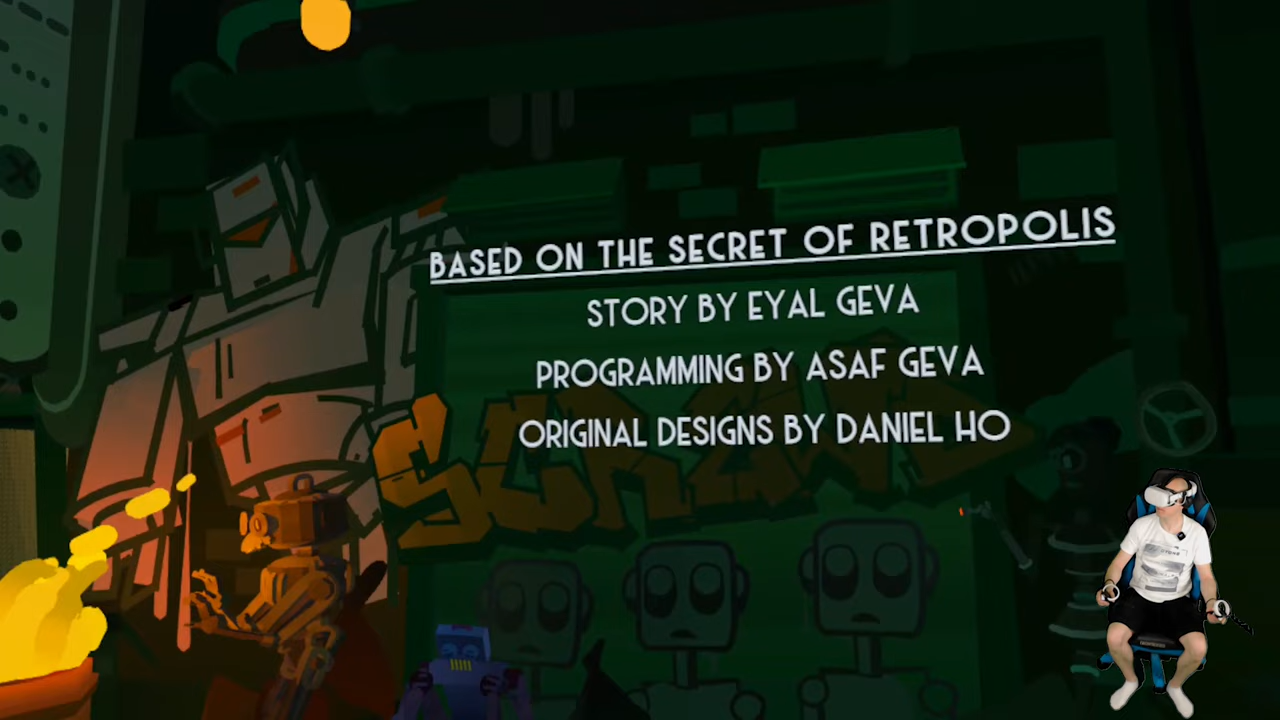 BASED ON THE SECRET OF RETROPOLIS
STORY BY EYAL GEVA
PROGRAMMING BY ASAF GEVA
ORIGINAL DESIGNS BY DANIEL HO